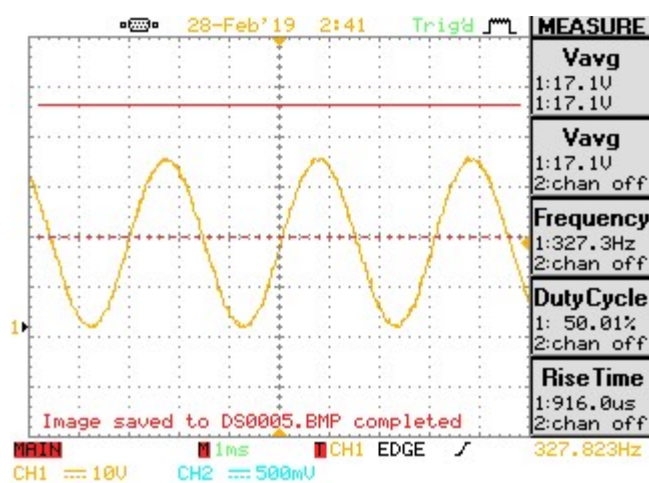 28-Feb'19 2:41 Trig'd MEASURE
Vavg
1:17.1V
1:17.1V
Vavg
1:17.1V
2:chan off
Frequency
1:327.3Hz
2:chan off
Duty Cycle
1: 50.01%
2:chan off
Rise Time
1:916.0us
2:chan off
1
Image saved to DS0005.BMP completed
MAIN M 1ms T CH1 EDGE 327.823Hz
CH1 10V CH2 500mV